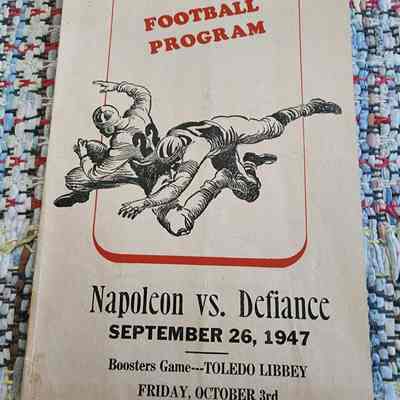 FOOTBALL
PROGRAM
Napoleon vs. Defiance
SEPTEMBER 26, 1947
Boosters Game---TOLEDO LIBBEY
FRIDAY, OCTOBER 3rd